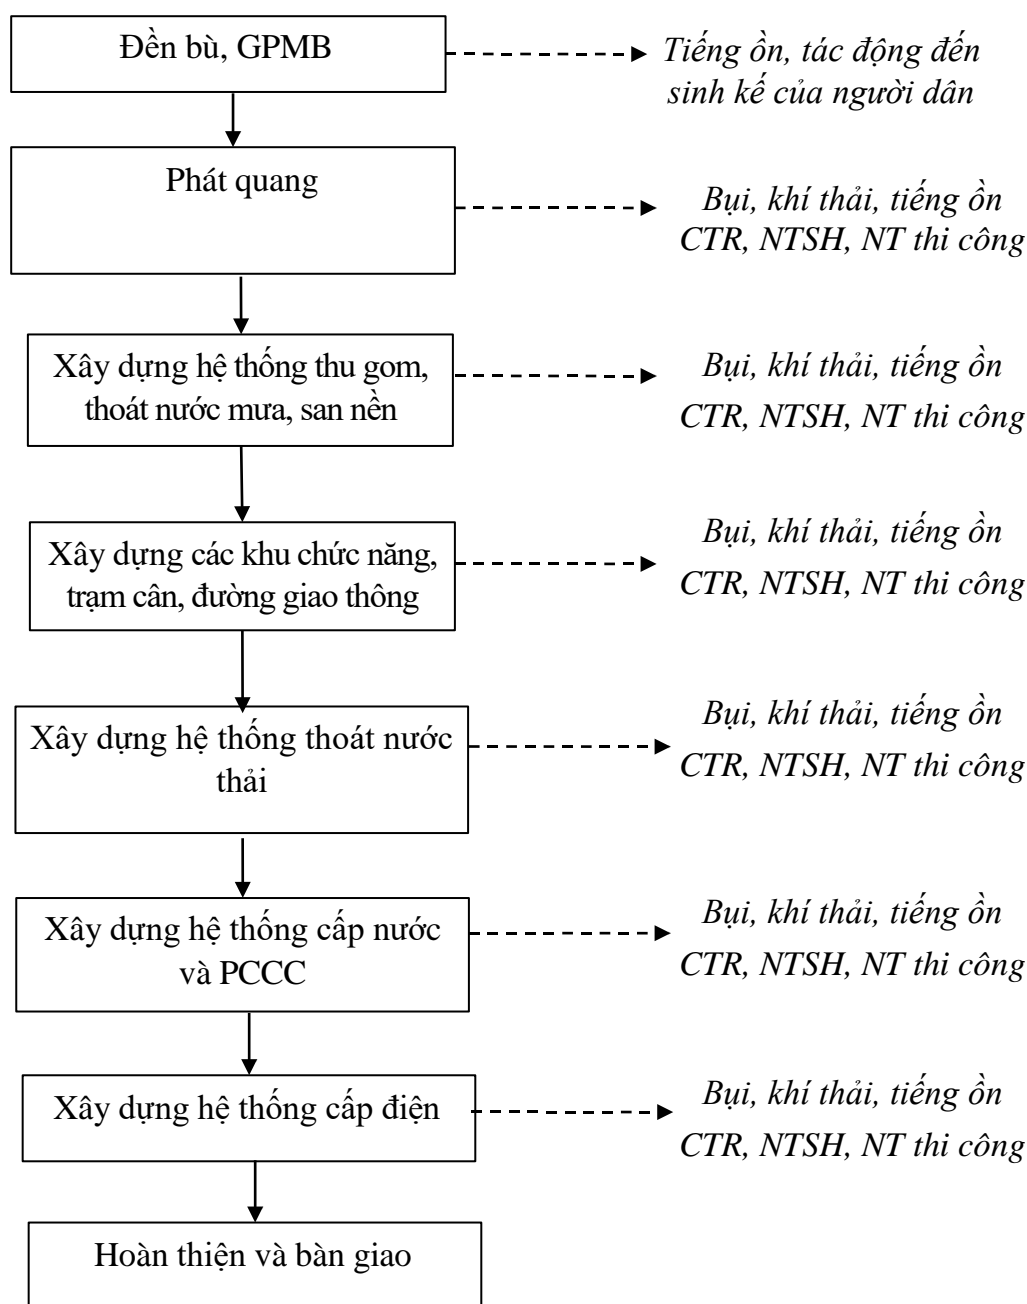 Đền bù, GPMB
Tiếng ồn, tác động đến
sinh kế của người dân
Phát quang
Bụi, khí thải, tiếng ồn
CTR, NTSH, NT thi công
Xây dựng hệ thống thu gom,
thoát nước mưa, san nền
Bụi, khí thải, tiếng ồn
CTR, NTSH, NT thi công
Xây dựng các khu chức năng,
trạm cân, đường giao thông
Bụi, khí thải, tiếng ồn
CTR, NTSH, NT thi công
Xây dựng hệ thống thoát nước
thải
Bụi, khí thải, tiếng ồn
CTR, NTSH, NT thi công
Xây dựng hệ thống cấp nước
và PCCC
Bụi, khí thải, tiếng ồn
CTR, NTSH, NT thi công
Xây dựng hệ thống cấp điện
Bụi, khí thải, tiếng ồn
CTR, NTSH, NT thi công
Hoàn thiện và bàn giao